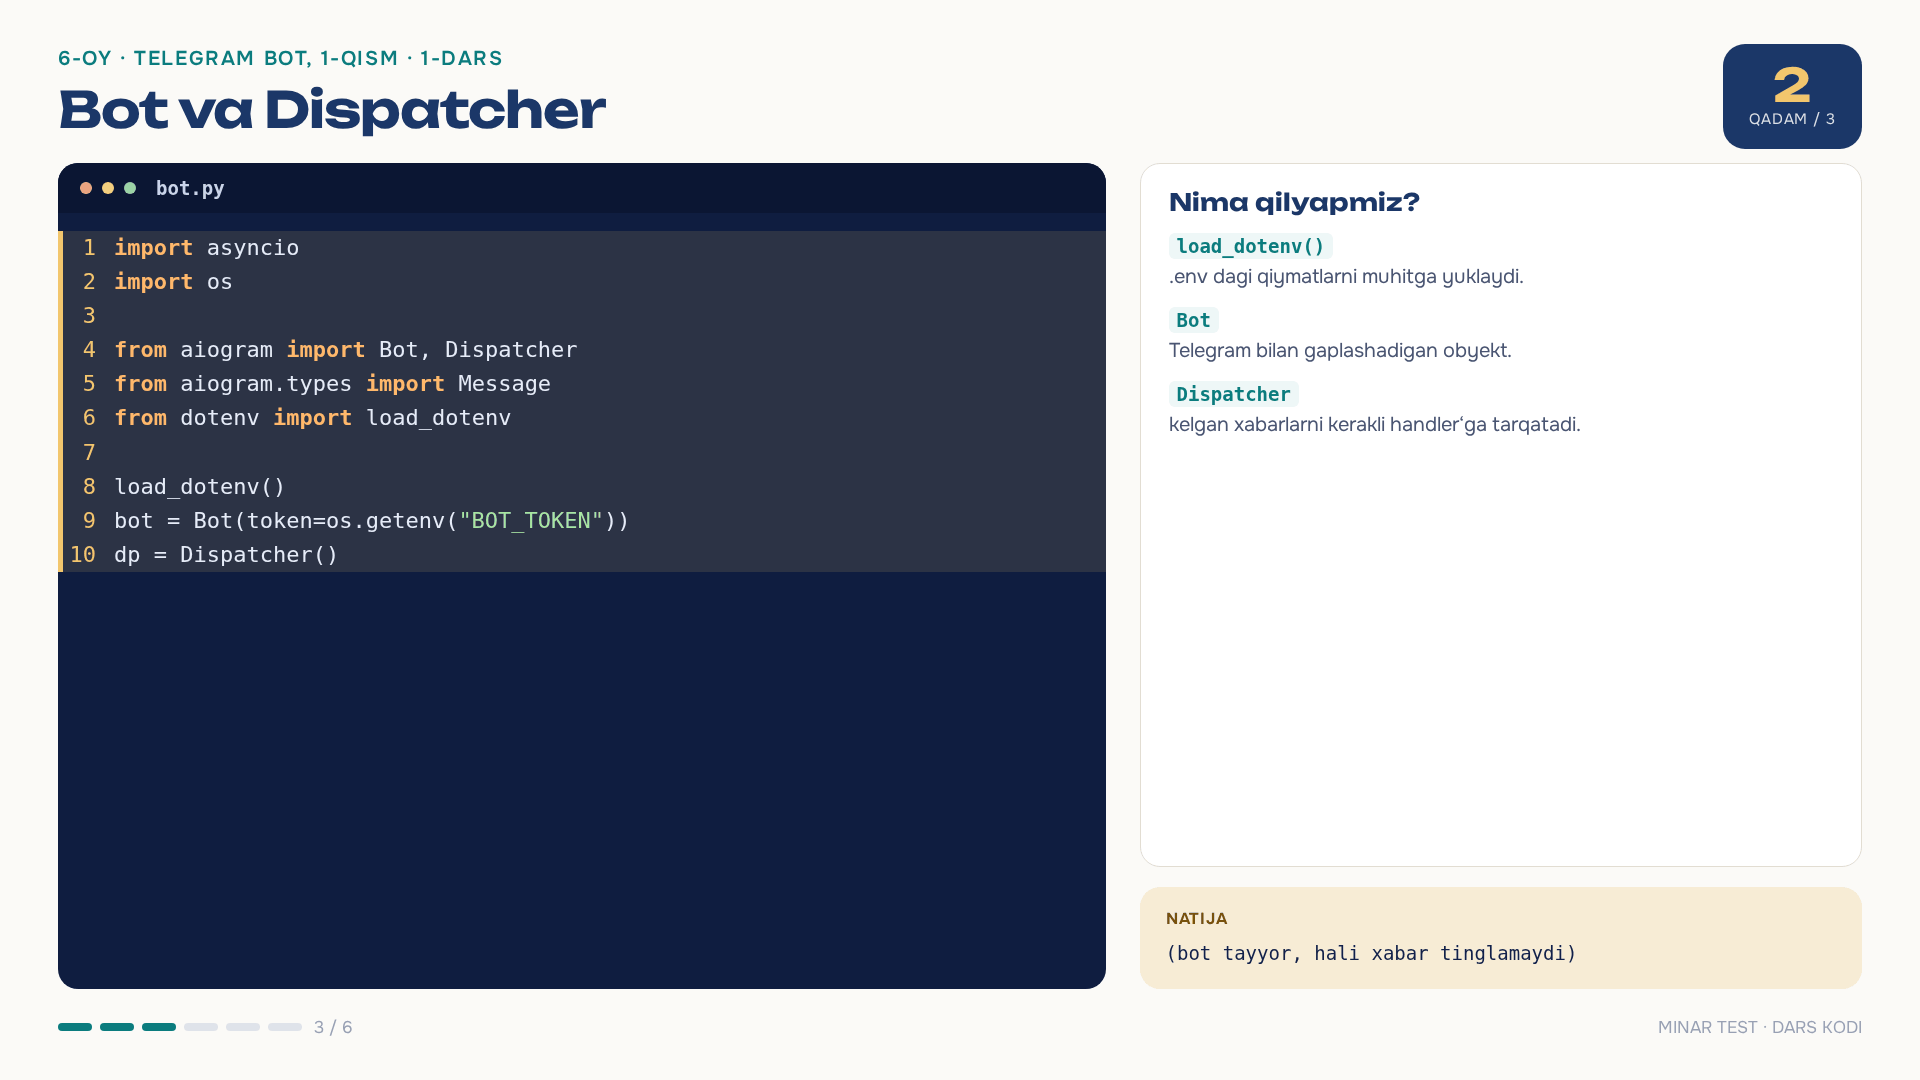 6-OY · TELEGRAM BOT, 1-QISM · 1-DARS
Bot va Dispatcher
2
QADAM / 3
bot.py
1 import asyncio
2 import os
3
4 from aiogram import Bot, Dispatcher
5 from aiogram.types import Message
6 from dotenv import load_dotenv
7
8 load_dotenv()
9 bot = Bot(token=os.getenv("BOT_TOKEN"))
10 dp = Dispatcher()
Nima qilyapmiz?
load_dotenv()
.env dagi qiymatlarni muhitga yuklaydi.
Bot
Telegram bilan gaplashadigan obyekt.
Dispatcher
kelgan xabarlarni kerakli handler‘ga tarqatadi.
NATIJA
(bot tayyor, hali xabar tinglamaydi)
3 / 6
MINAR TEST · DARS KODI